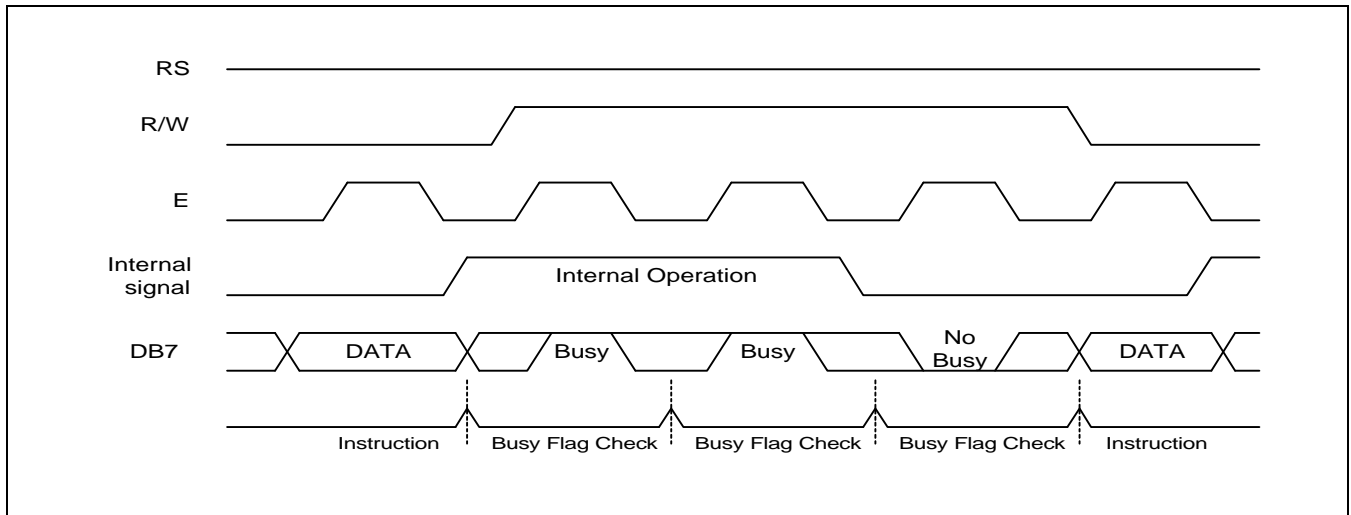 RS
R/W
E
Internal
signal
Internal Operation
DB7
DATA
Busy
Busy
No
Busy
DATA
Instruction
Busy Flag Check
Busy Flag Check
Busy Flag Check
Instruction